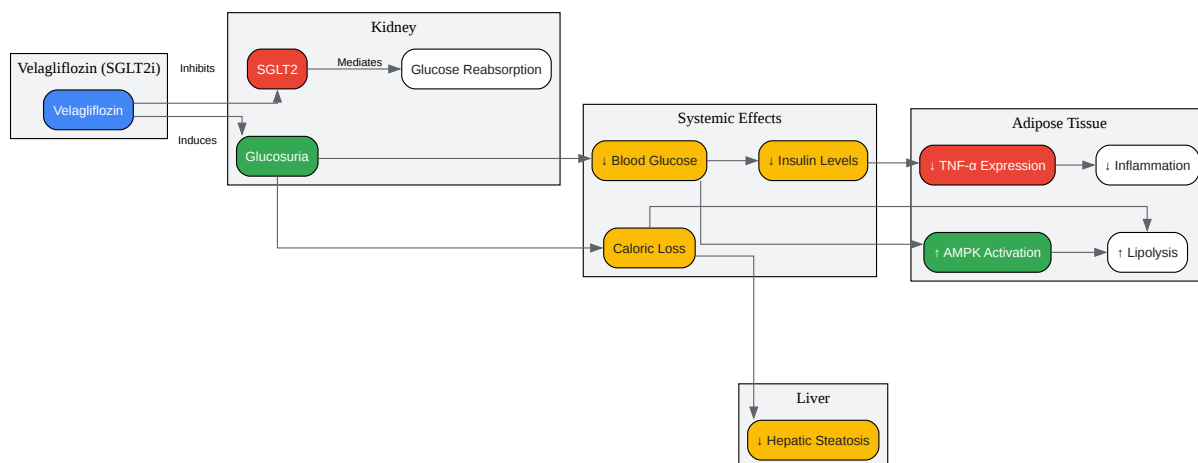 Velagliflozin (SGLT2i)
Velagliflozin
Inhibits
Induces
Kidney
SGLT2
Mediates
Glucose Reabsorption
Glucosuria
Systemic Effects
↓ Blood Glucose
↓ Insulin Levels
Caloric Loss
Adipose Tissue
↓ TNF-α Expression
↓ Inflammation
↑ AMPK Activation
↑ Lipolysis
Liver
↓ Hepatic Steatosis